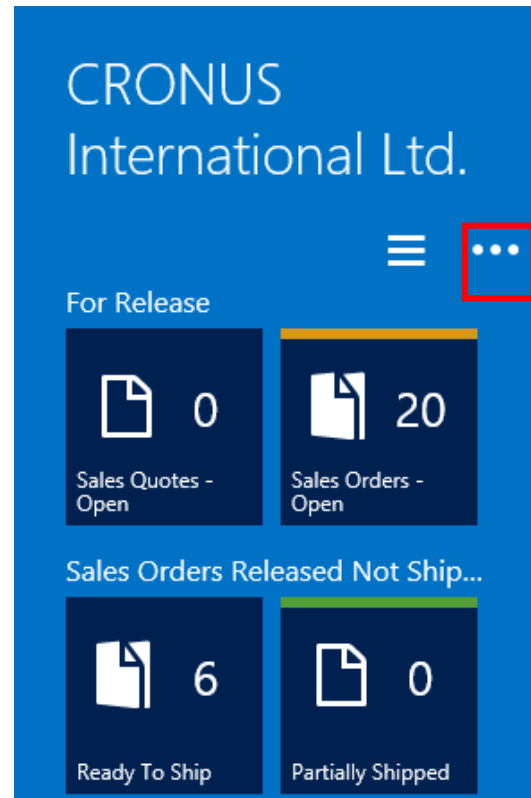 CRONUS
International Ltd.
For Release
0
20
Sales Quotes -
Open
Sales Orders -
Open
Sales Orders Released Not Ship...
6
0
Ready To Ship
Partially Shipped